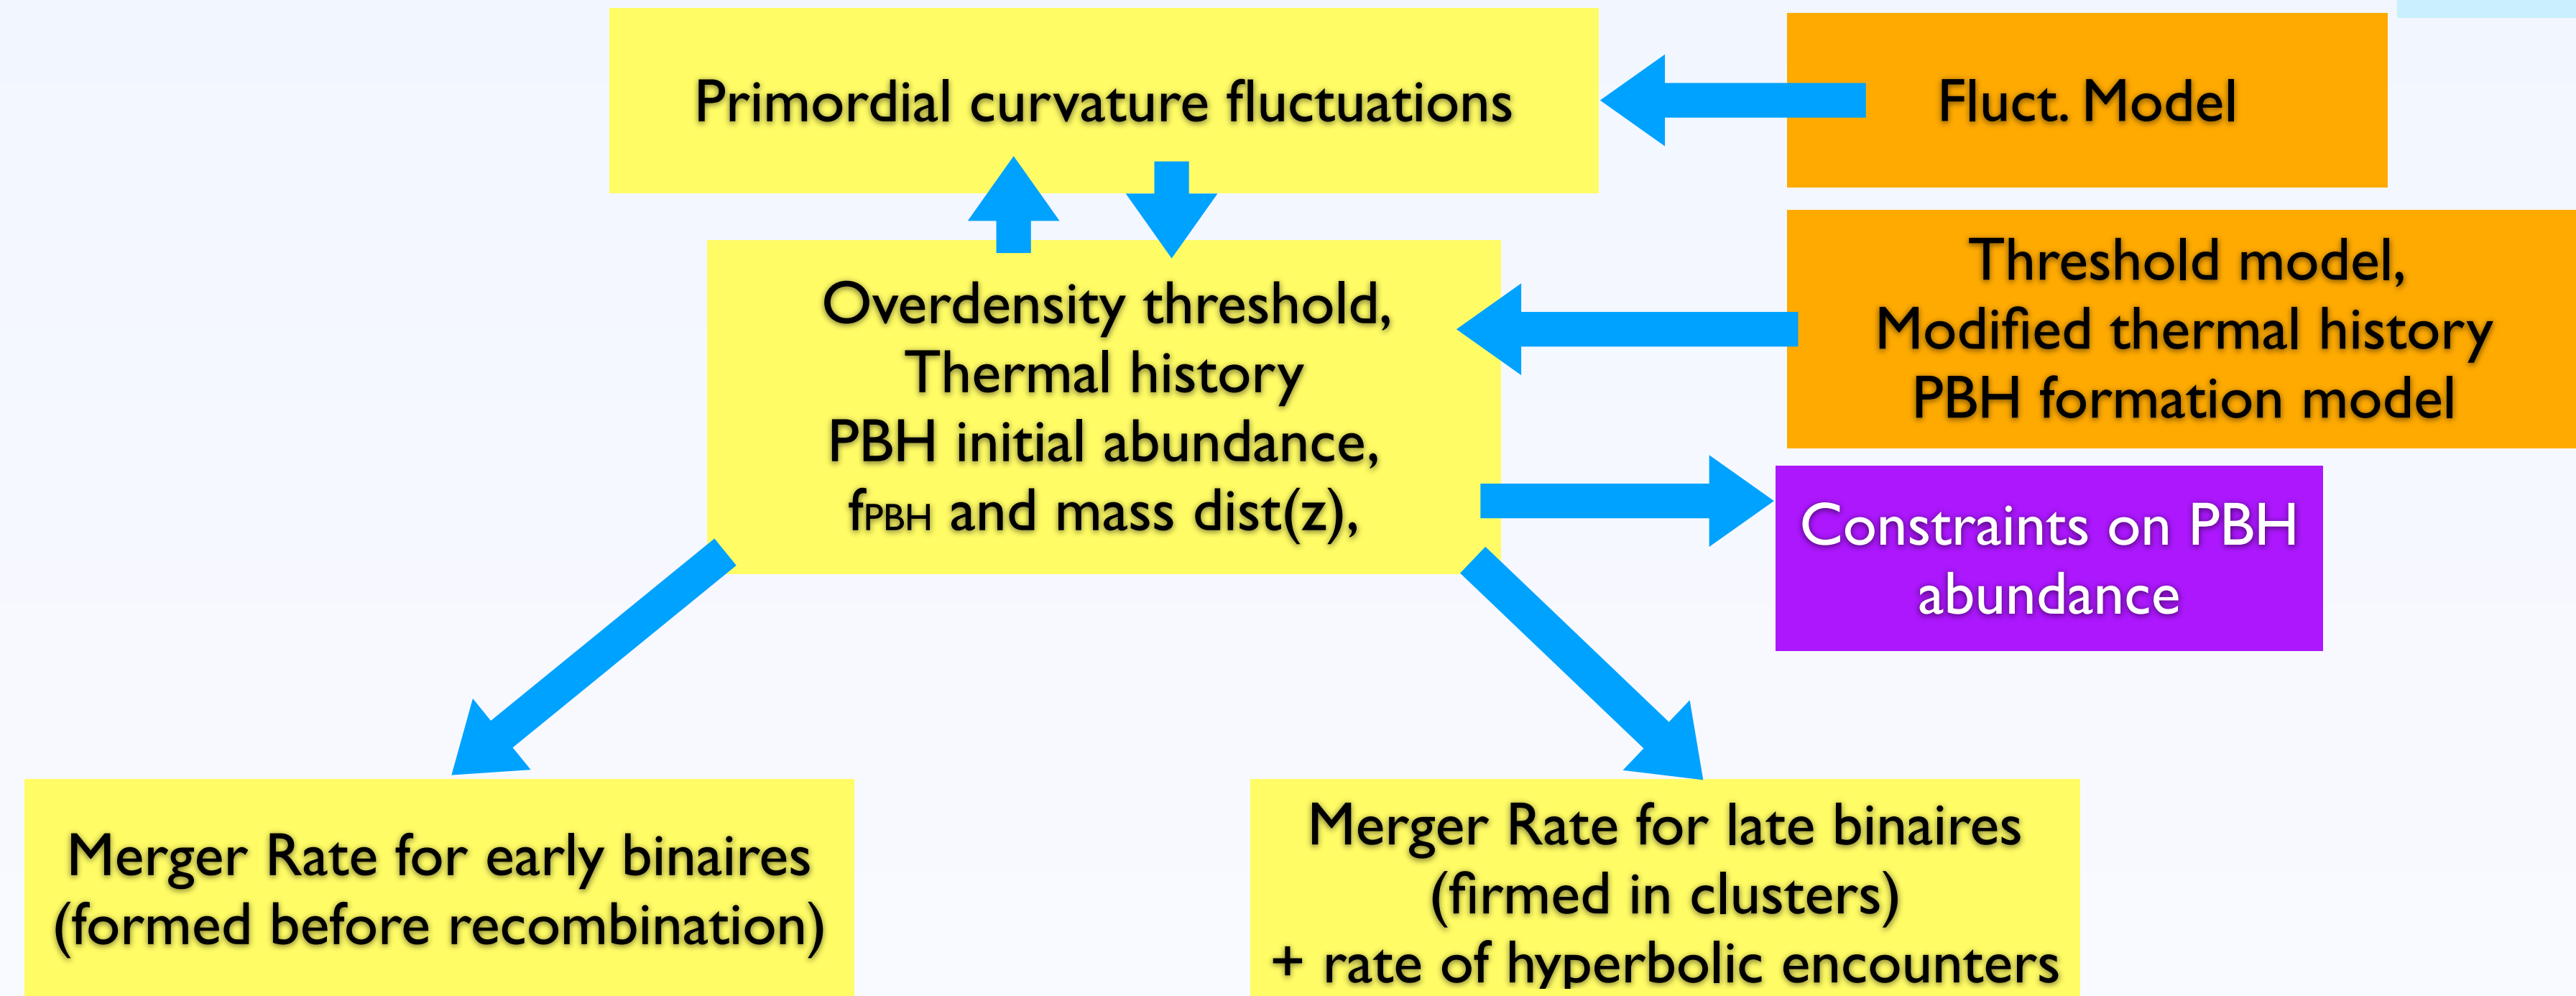 Primordial curvature fluctuations
Fluct. Model
Overdensity threshold,
Thermal history
PBH initial abundance,
fPBH and mass dist(z),
Threshold model,
Modified thermal history
PBH formation model
Constraints on PBH
abundance
Merger Rate for early binaires
(formed before recombination)
Merger Rate for late binaires
(firmed in clusters)
+ rate of hyperbolic encounters